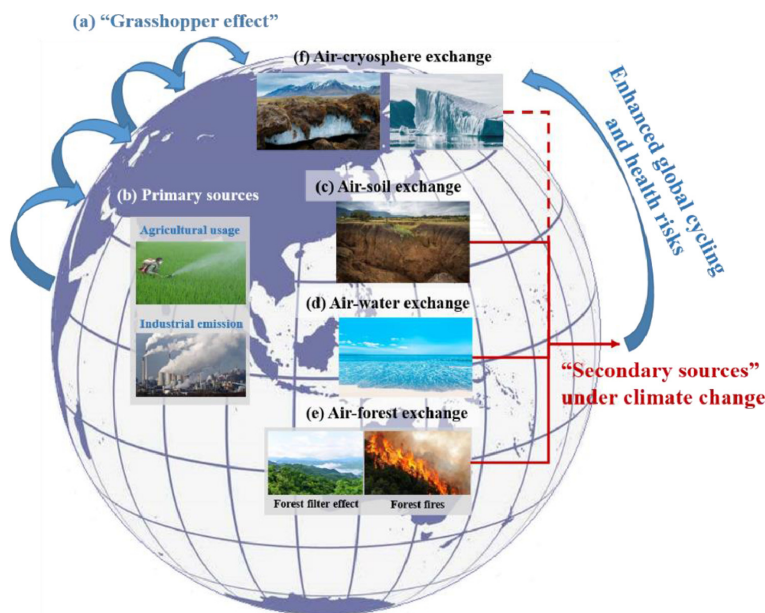 (a) “Grasshopper effect”
(f) Air-cryosphere exchange
Enhanced global cycling
and health risks
(b) Primary sources
Agricultural usage
Industrial emission
(c) Air-soil exchange
(d) Air-water exchange
“Secondary sources”
under climate change
(e) Air-forest exchange
Forest filter effect
Forest fires